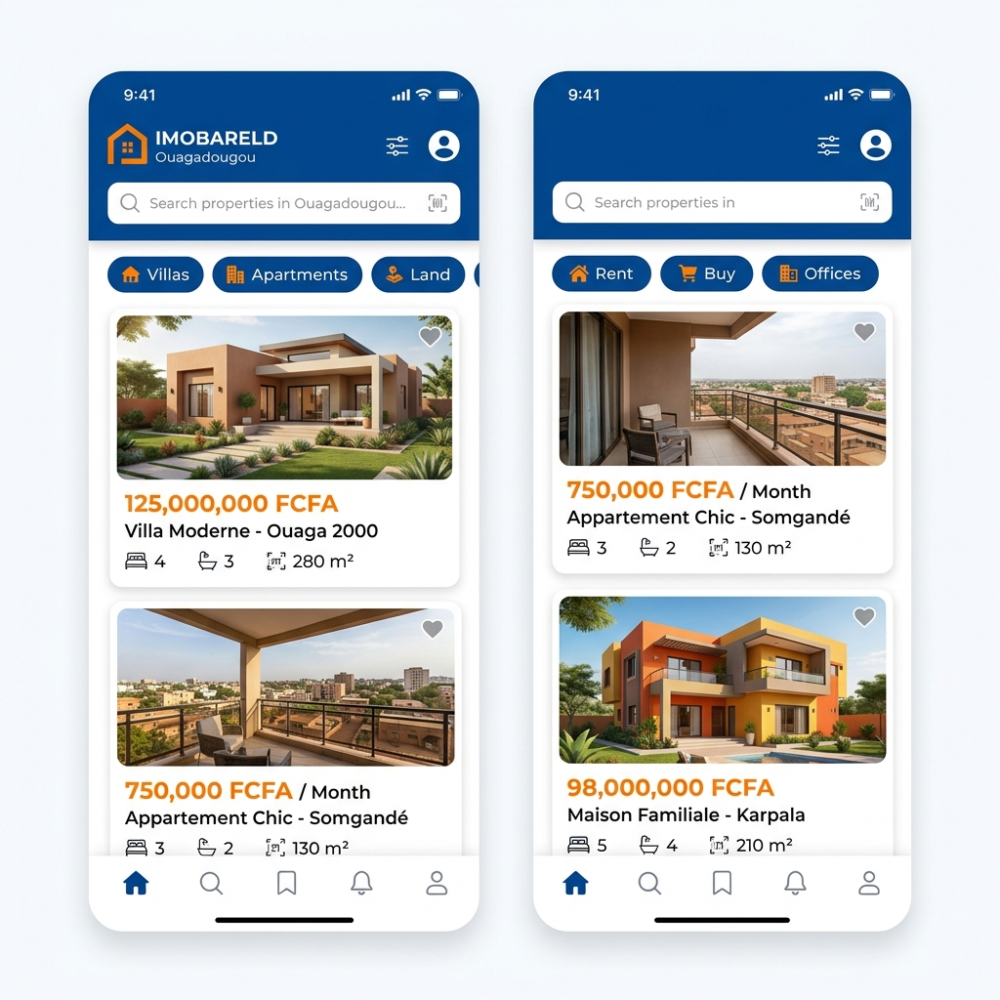 9:41
IMOBARELD
Ouagadougou
Search properties in Ouagadougou...
Villas
Apartments
Land
125,000,000 FCFA
Villa Moderne - Ouaga 2000
4 3 280 m²
750,000 FCFA / Month
Appartement Chic - Somgandé
3 2 130 m²
9:41
Search properties in
Rent
Buy
Offices
750,000 FCFA / Month
Appartement Chic - Somgandé
3 2 130 m²
98,000,000 FCFA
Maison Familiale - Karpala
5 4 210 m²